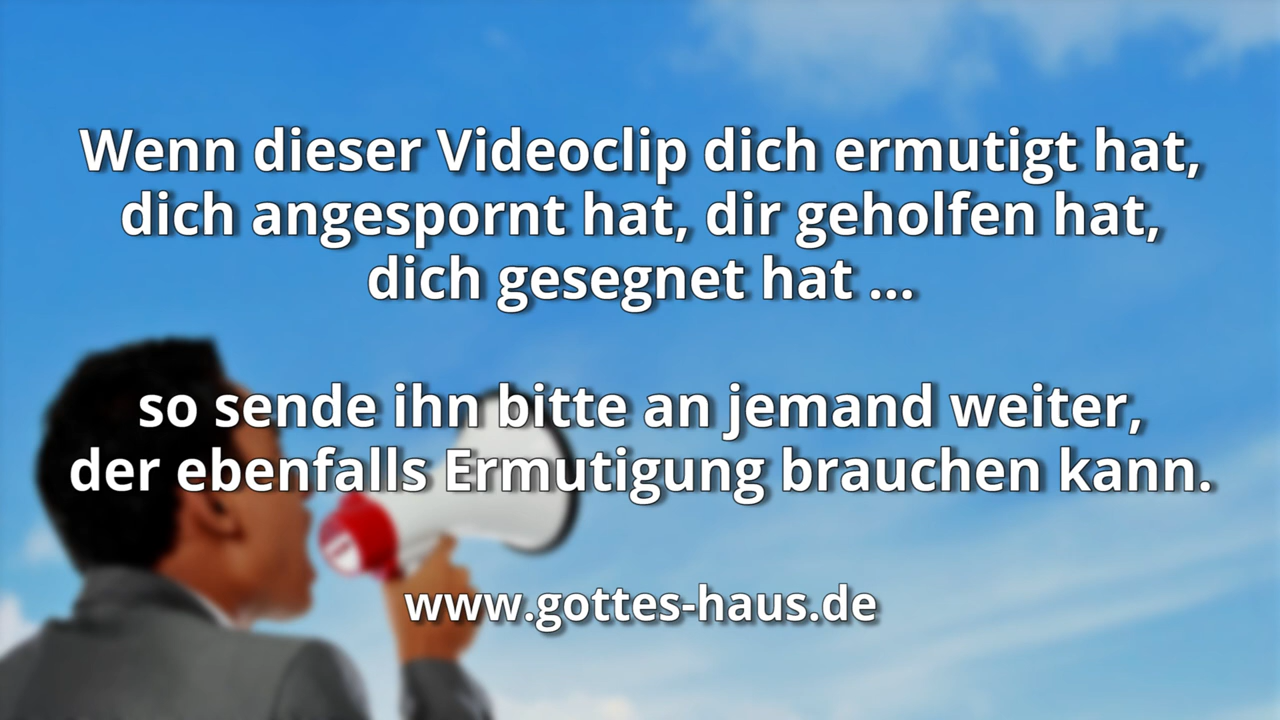 Wenn dieser Videoclip dich ermutigt hat,
dich angespornt hat, dir geholfen hat,
dich gesegnet hat ...
so sende ihn bitte an jemand weiter,
der ebenfalls Ermutigung brauchen kann.
www.gottes-haus.de